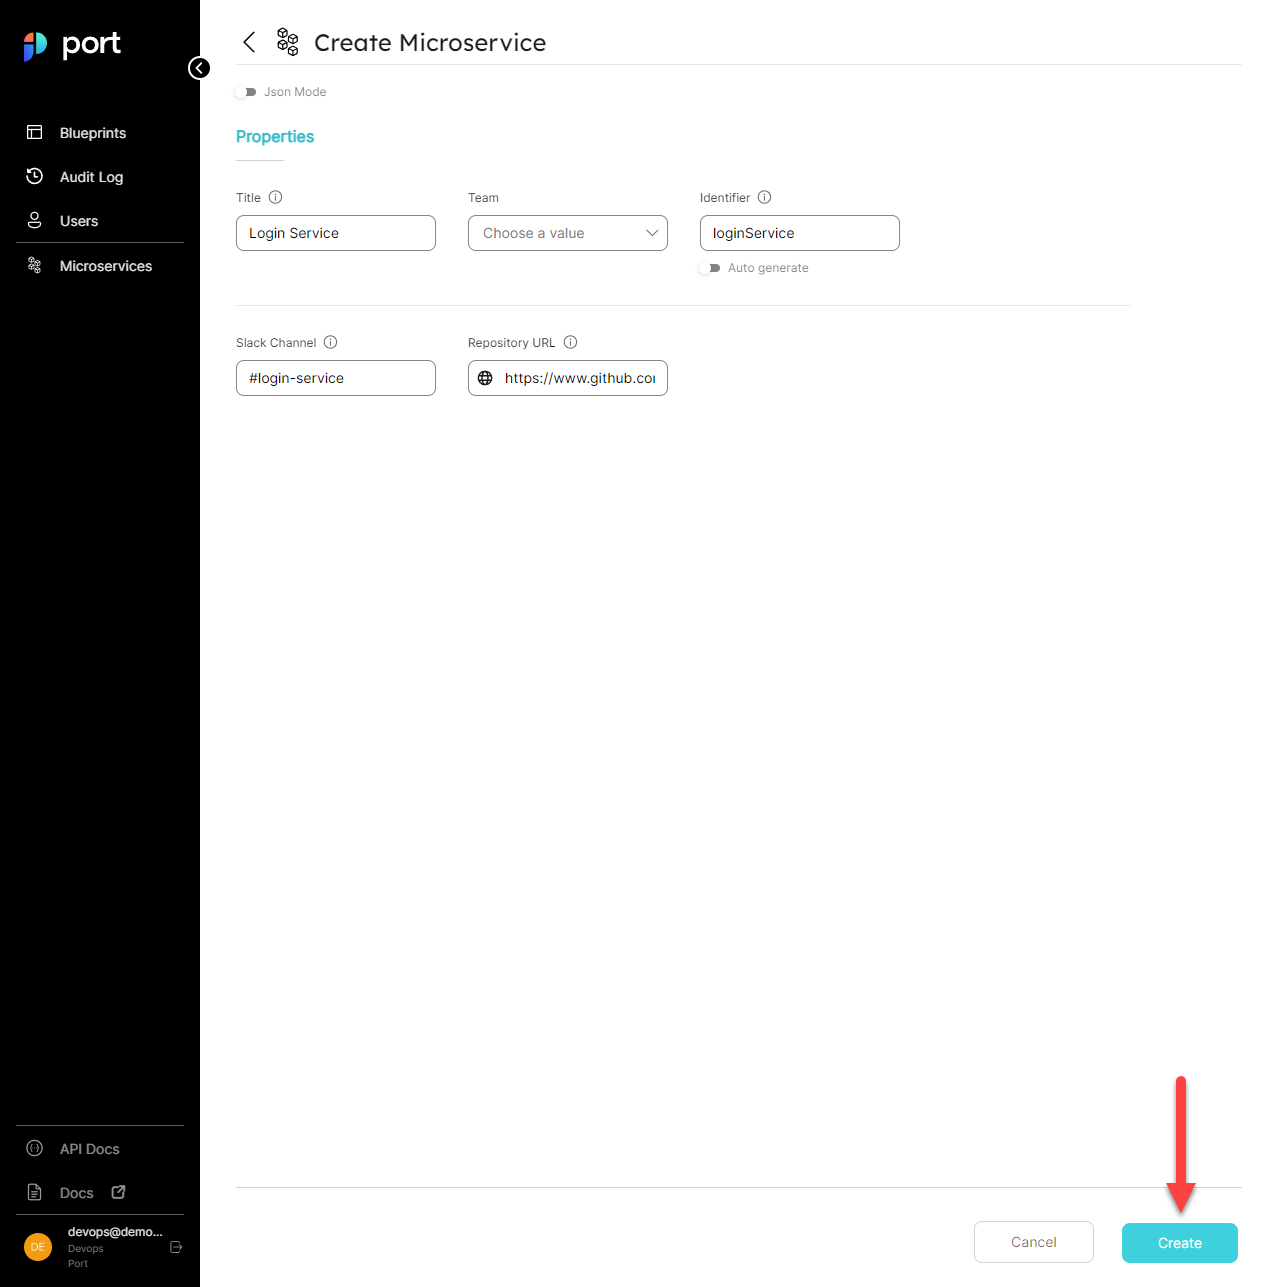 port
Blueprints
Audit Log
Users
Microservices
API Docs
Docs
DE
devops@demo...
Devops
Port
Create Microservice
Json Mode
Properties
Title
Team
Identifier
Login Service
Choose a value
loginService
Auto generate
Slack Channel
Repository URL
#login-service
https://www.github.co
Cancel
Create